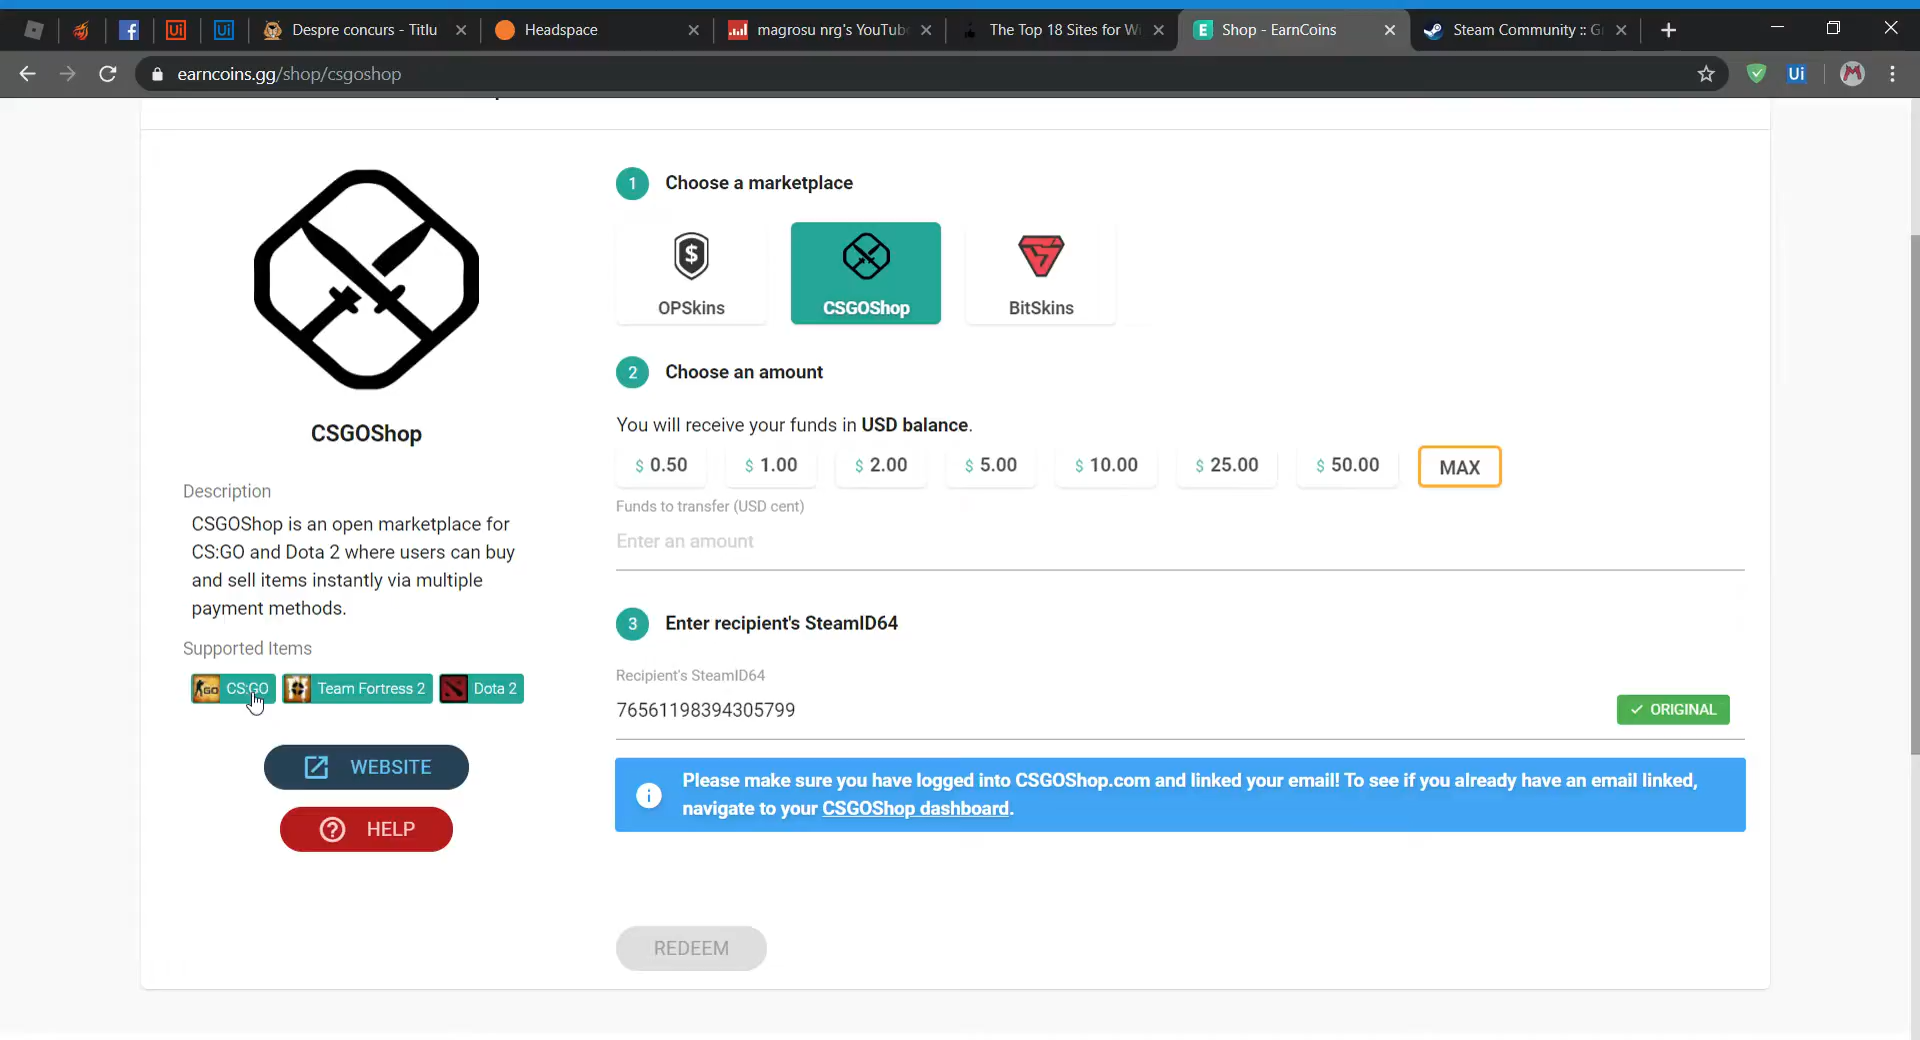 Despre concurs - Titlu
Headspace
magrosu nrg's YouTub
The Top 18 Sites for W
Shop - EarnCoins
Steam Community :: G
earncoins.gg/shop/csgoshop
Ui
1 Choose a marketplace
OPSkins
CSGOShop
BitSkins
2 Choose an amount
CSGOShop
You will receive your funds in USD balance.
$ 0.50
$ 1.00
$ 2.00
$ 5.00
$ 10.00
$ 25.00
$ 50.00
MAX
Description
Funds to transfer (USD cent)
CSGOShop is an open marketplace for
CS:GO and Dota 2 where users can buy
and sell items instantly via multiple
payment methods.
Enter an amount
3 Enter recipient's SteamID64
Supported Items
CS:GO
Team Fortress 2
Dota 2
Recipient's SteamID64
76561198394305799
ORIGINAL
WEBSITE
HELP
Please make sure you have logged into CSGOShop.com and linked your email! To see if you already have an email linked,
navigate to your CSGOShop dashboard.
REDEEM